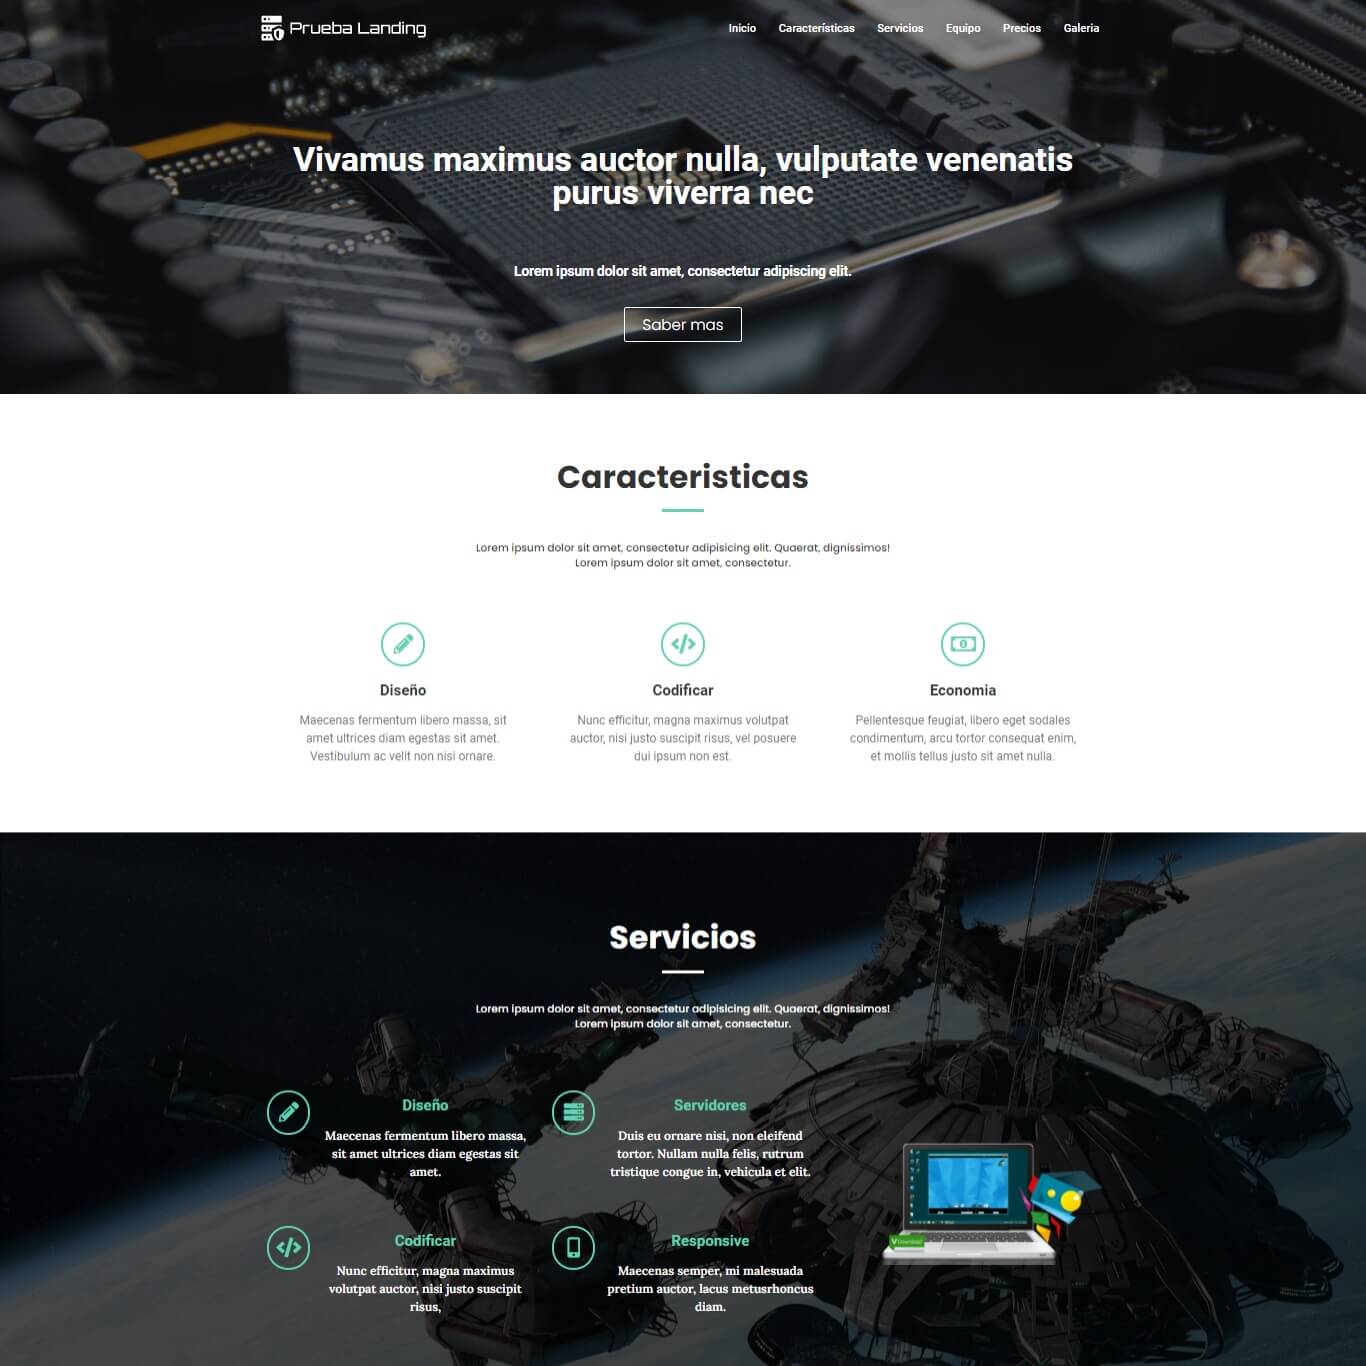 Prueba Landing
Inicio
Características
Servicios
Equipo
Precios
Galeria
Vivamus maximus auctor nulla, vulputate venenatis
purus viverra nec
Lorem ipsum dolor sit amet, consectetur adipiscing elit.
Saber mas
Caracteristicas
Lorem ipsum dolor sit amet, consectetur adipisicing elit. Quaerat, dignissimos!
Lorem ipsum dolor sit amet, consectetur.
Diseño
Maecenas fermentum libero massa, sit
amet ultrices diam egestas sit amet.
Vestibulum ac velit non nisi ornare.
Codificar
Nunc efficitur, magna maximus volutpat
auctor, nisi justo suscipit risus, vel posuere
dui ipsum non est.
Economia
Pellentesque feugiat, libero eget sodales
condimentum, arcu tortor consequat enim,
et mollis tellus justo sit amet nulla.
Servicios
Lorem ipsum dolor sit amet, consectetur adipisicing elit. Quaerat, dignissimos!
Lorem ipsum dolor sit amet, consectetur.
Diseño
Maecenas fermentum libero massa,
sit amet ultrices diam egestas sit
amet.
Servidores
Duis eu ornare nisi, non eleifend
tortor. Nullam nulla felis, rutrum
tristique congue in, vehicula et elit.
Codificar
Nunc efficitur, magna maximus
volutpat auctor, nisi justo suscipit
risus,
Responsive
Maecenas semper, mi malesuada
pretium auctor, lacus metusrhoncus
diam.
Download